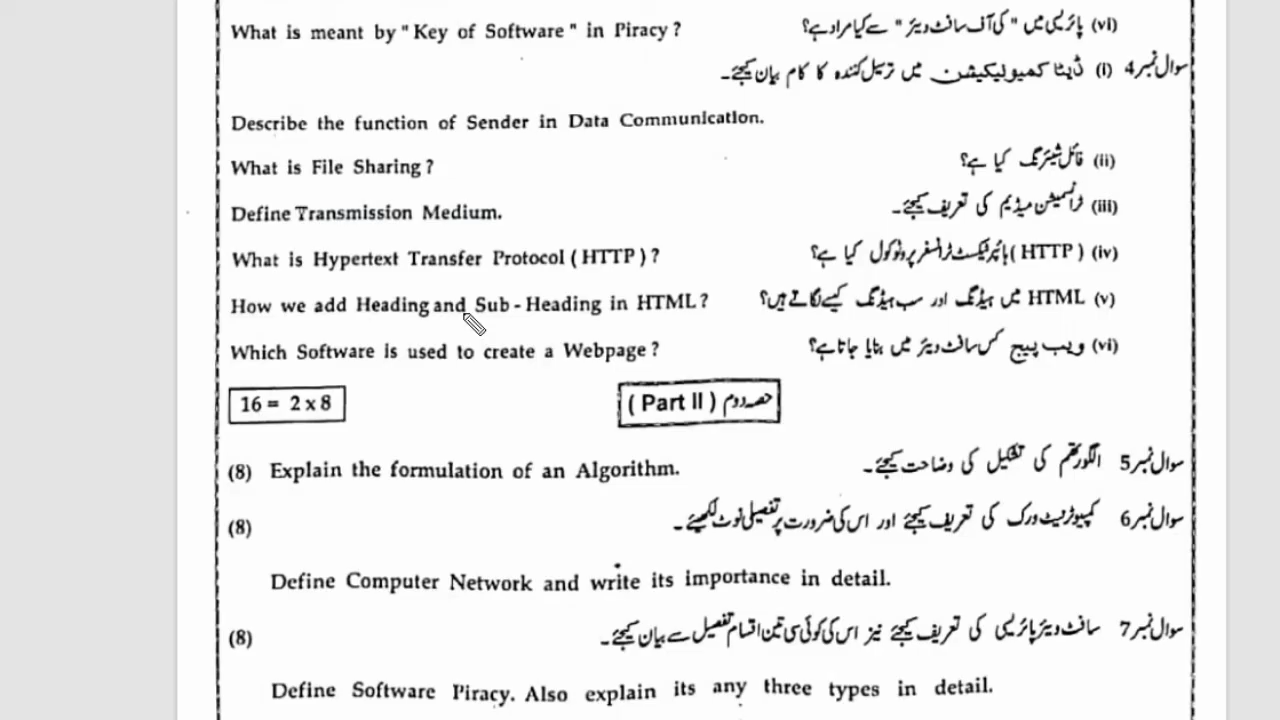 What is meant by "Key of Software" in Piracy ? (vi) پائریسی میں "کی آف سافٹ ویئر" سے کیا مراد ہے؟
سوال نمبر 4 (i) ڈیٹا کمیونیکیشن میں ترسیل کنندہ کا کام بیان کیجئے۔
Describe the function of Sender in Data Communication.
What is File Sharing ? (ii) فائل شیئرنگ کیا ہے؟
Define Transmission Medium. (iii) ٹرانسمیشن میڈیم کی تعریف کیجئے۔
What is Hypertext Transfer Protocol ( HTTP ) ? (iv) ( HTTP ) ہائپر ٹیکسٹ ٹرانسفر پروٹوکول کیا ہے؟
How we add Heading and Sub - Heading in HTML ? (v) HTML میں ہیڈنگ اور سب ہیڈنگ کیسے لگاتے ہیں؟
Which Software is used to create a Webpage ? (vi) ویب پیج کس سافٹ ویئر میں بنایا جاتا ہے؟
16 = 2 x 8 ( Part II ) حصہ دوم
(8) Explain the formulation of an Algorithm. سوال نمبر 5 الگورتھم کی تشکیل کی وضاحت کیجئے۔
(8) سوال نمبر 6 کمپیوٹر نیٹ ورک کی تعریف کیجئے اور اس کی ضرورت پر تفصیلی نوٹ لکھیئے۔
Define Computer Network and write its importance in detail.
(8) سوال نمبر 7 سافٹ ویئر پائریسی کی تعریف کیجئے نیز اس کی کوئی سی تین اقسام تفصیل سے بیان کیجئے۔
Define Software Piracy. Also explain its any three types in detail.